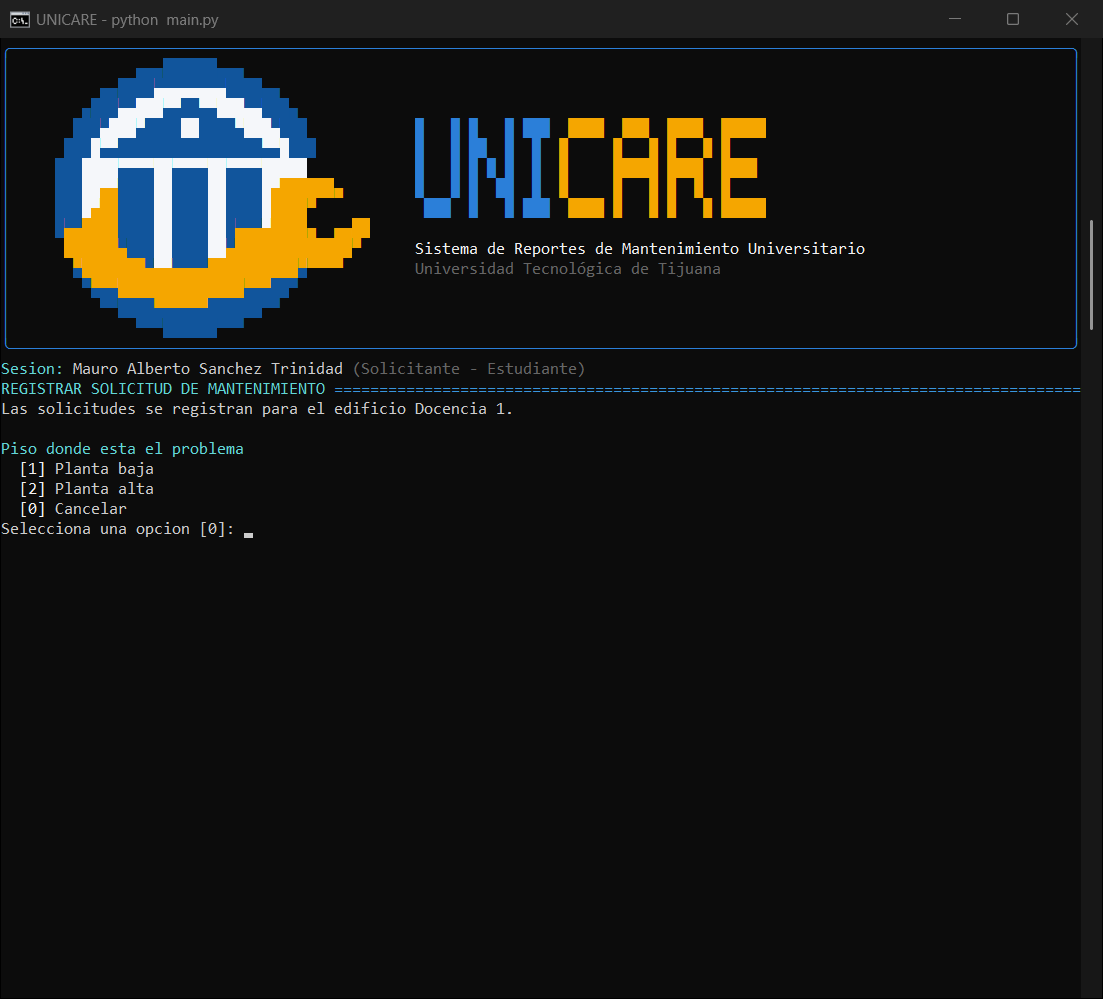 UNICARE - python  main.py
UNICARE
Sistema de Reportes de Mantenimiento Universitario
Universidad Tecnológica de Tijuana
Sesion: Mauro Alberto Sanchez Trinidad (Solicitante - Estudiante)
REGISTRAR SOLICITUD DE MANTENIMIENTO ===================================================================================
Las solicitudes se registran para el edificio Docencia 1.
Piso donde esta el problema
[1] Planta baja
[2] Planta alta
[0] Cancelar
Selecciona una opcion [0]: